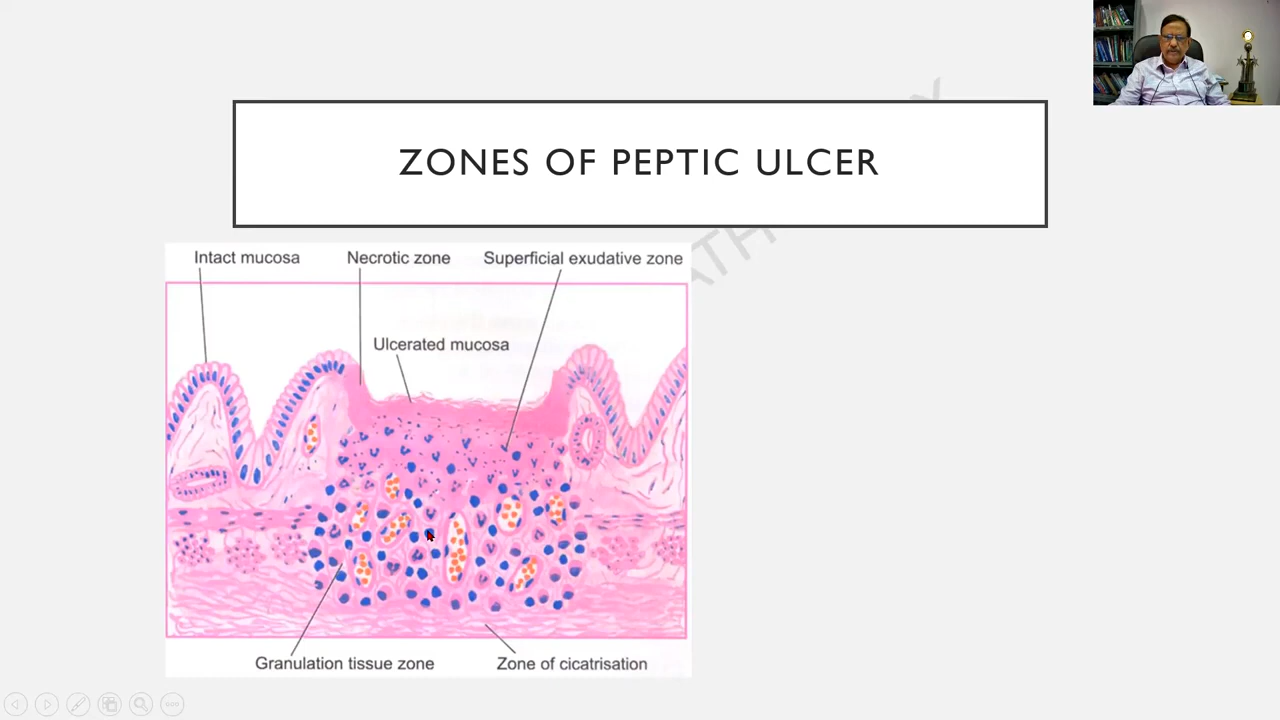 ZONES OF PEPTIC ULCER
Intact mucosa
Necrotic zone
Superficial exudative zone
Ulcerated mucosa
Granulation tissue zone
Zone of cicatrisation